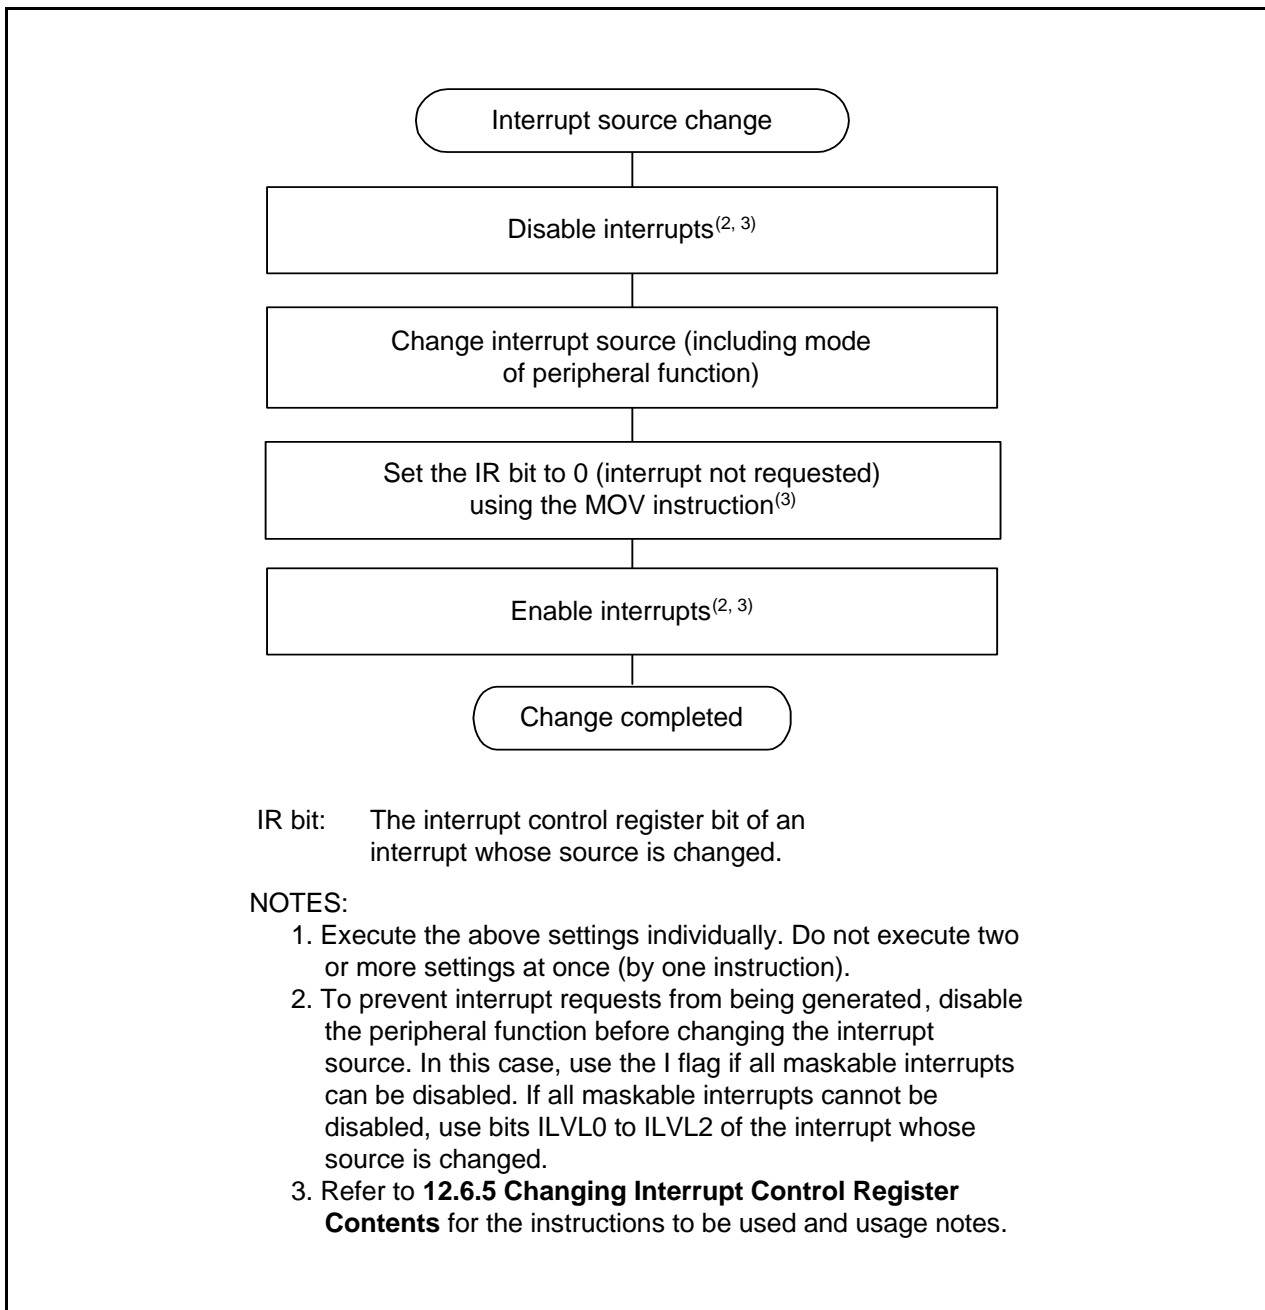 Interrupt source change
Disable interrupts(2, 3)
Change interrupt source (including mode
of peripheral function)
Set the IR bit to 0 (interrupt not requested)
using the MOV instruction(3)
Enable interrupts(2, 3)
Change completed
IR bit: The interrupt control register bit of an
interrupt whose source is changed.
NOTES:
1. Execute the above settings individually. Do not execute two
or more settings at once (by one instruction).
2. To prevent interrupt requests from being generated, disable
the peripheral function before changing the interrupt
source. In this case, use the I flag if all maskable interrupts
can be disabled. If all maskable interrupts cannot be
disabled, use bits ILVL0 to ILVL2 of the interrupt whose
source is changed.
3. Refer to 12.6.5 Changing Interrupt Control Register
Contents for the instructions to be used and usage notes.